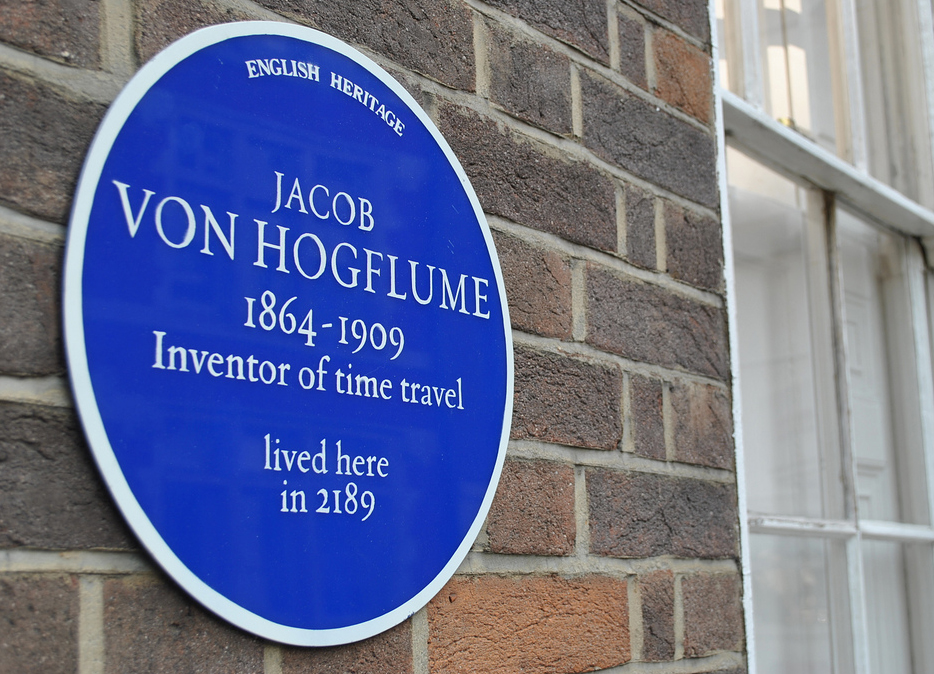 ENGLISH HERITAGE
JACOB
VON HOGFLUME
1864-1909
Inventor of time travel
lived here
in 2189